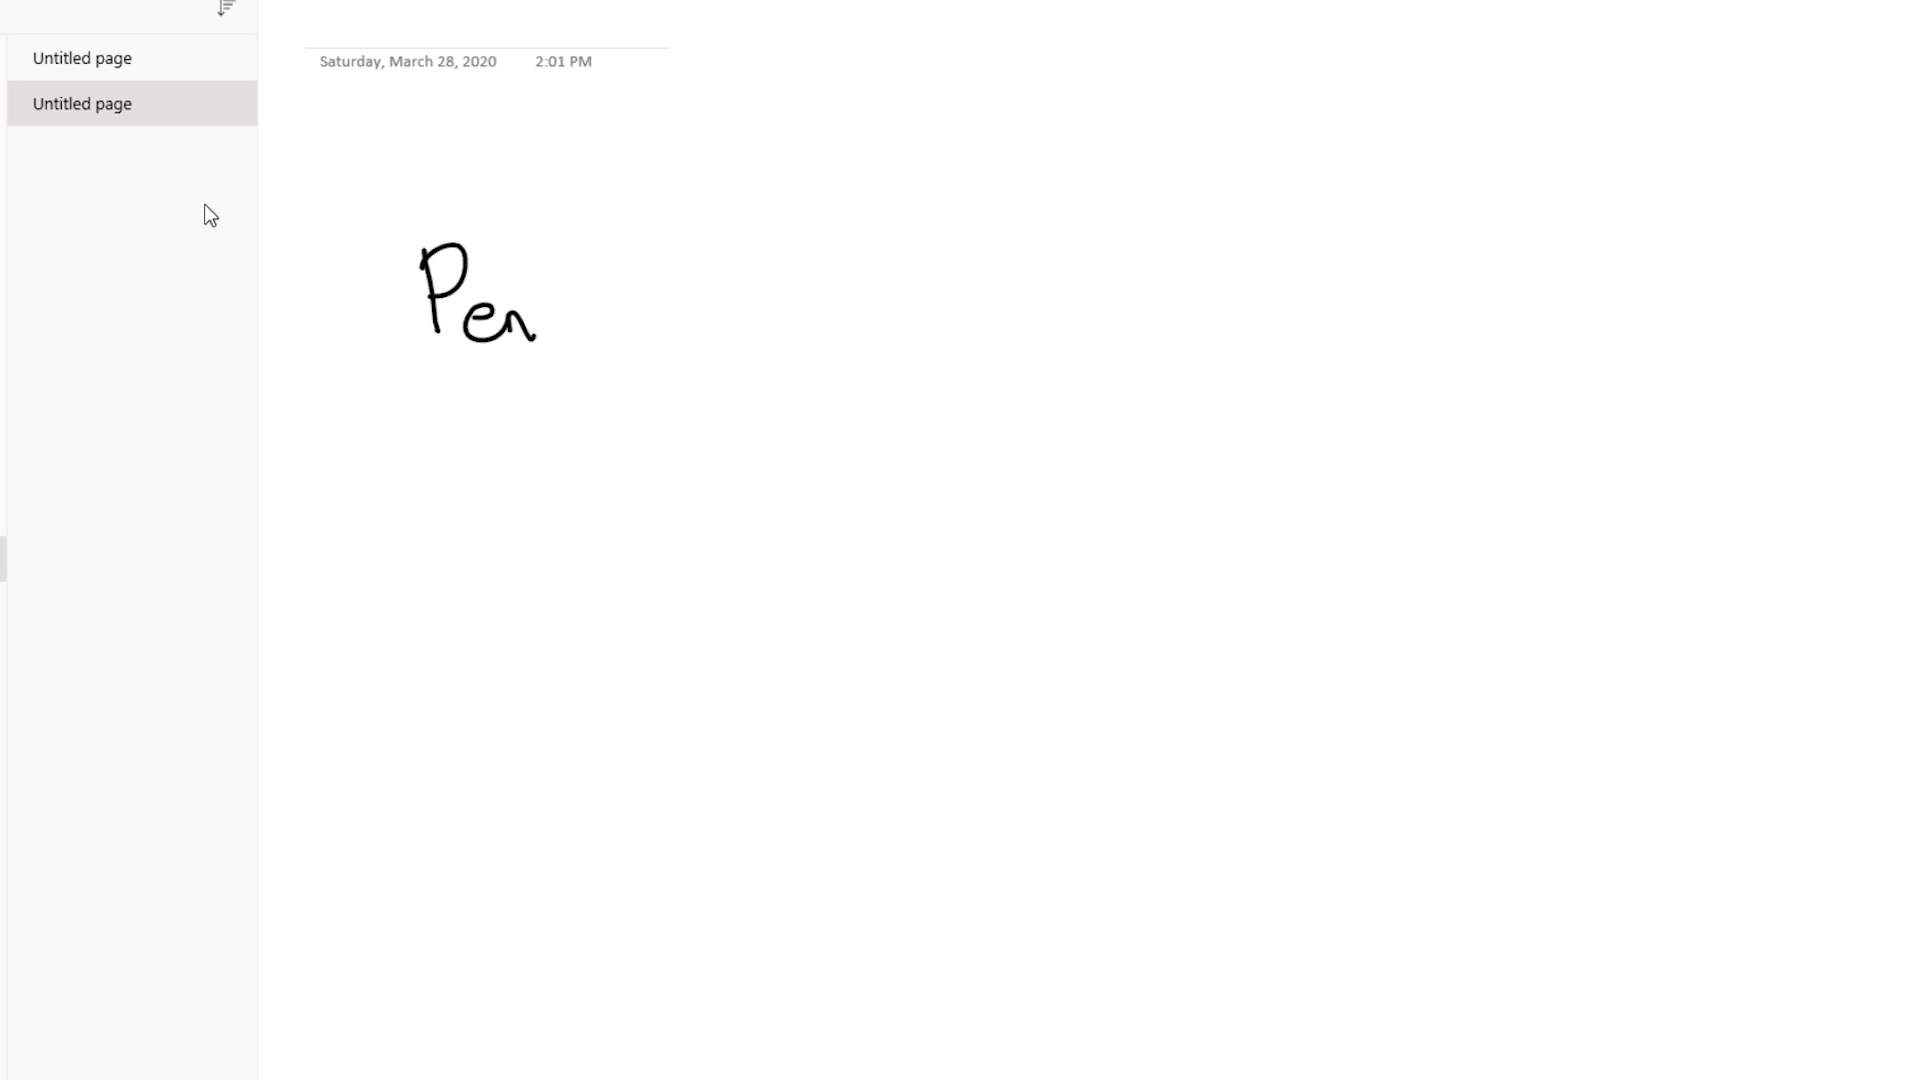 Untitled page
Untitled page
Saturday, March 28, 2020 2:01 PM
Pen